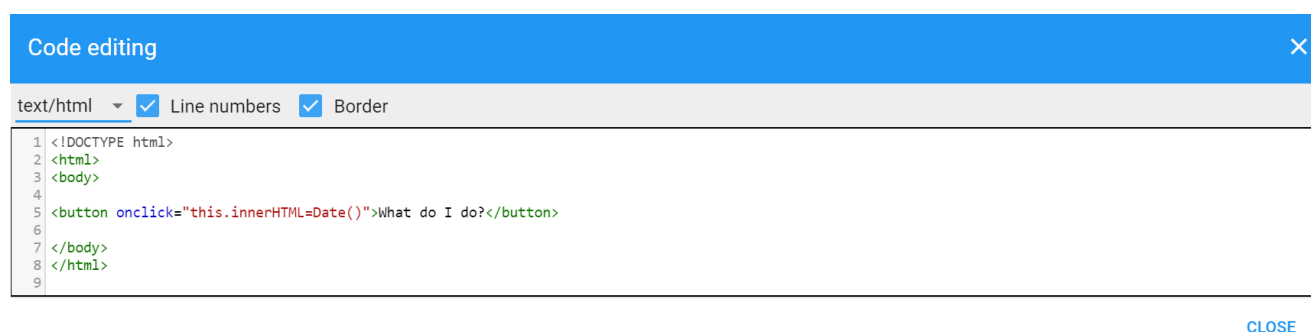 Code editing
text/html Line numbers Border
1 <!DOCTYPE html>
2 <html>
3 <body>
4
5 <button onclick="this.innerHTML=Date()">What do I do?</button>
6
7 </body>
8 </html>
9
CLOSE